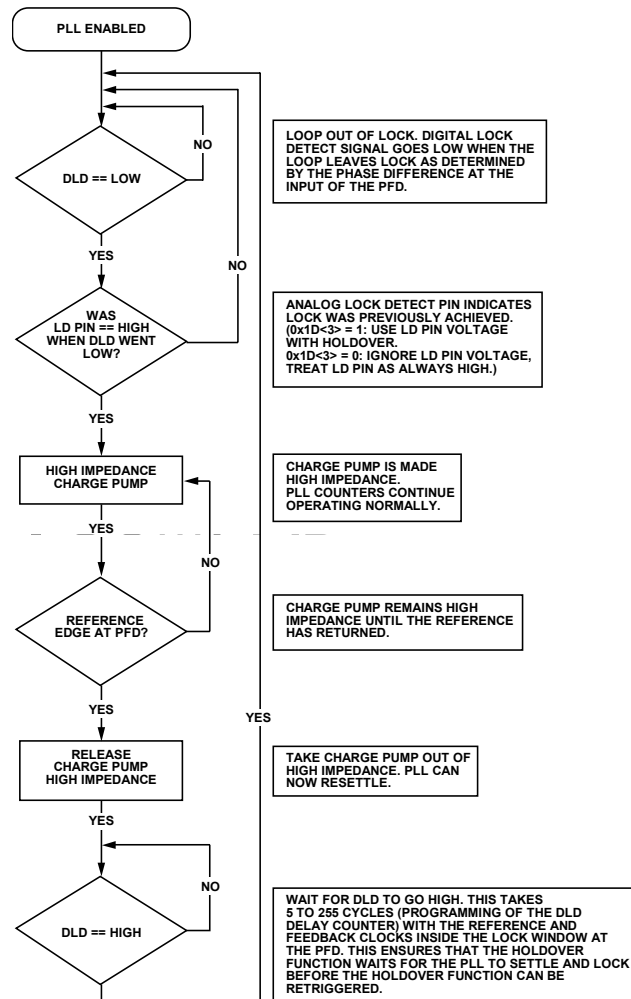 PLL ENABLED
NO
DLD == LOW
LOOP OUT OF LOCK. DIGITAL LOCK
DETECT SIGNAL GOES LOW WHEN THE
LOOP LEAVES LOCK AS DETERMINED
BY THE PHASE DIFFERENCE AT THE
INPUT OF THE PFD.
YES
NO
WAS
LD PIN == HIGH
WHEN DLD WENT
LOW?
ANALOG LOCK DETECT PIN INDICATES
LOCK WAS PREVIOUSLY ACHIEVED.
(0x1D<3> = 1: USE LD PIN VOLTAGE
WITH HOLDOVER.
0x1D<3> = 0: IGNORE LD PIN VOLTAGE,
TREAT LD PIN AS ALWAYS HIGH.)
YES
HIGH IMPEDANCE
CHARGE PUMP
CHARGE PUMP IS MADE
HIGH IMPEDANCE.
PLL COUNTERS CONTINUE
OPERATING NORMALLY.
YES
NO
REFERENCE
EDGE AT PFD?
CHARGE PUMP REMAINS HIGH
IMPEDANCE UNTIL THE REFERENCE
HAS RETURNED.
YES
YES
RELEASE
CHARGE PUMP
HIGH IMPEDANCE
TAKE CHARGE PUMP OUT OF
HIGH IMPEDANCE. PLL CAN
NOW RESETTLE.
YES
NO
DLD == HIGH
WAIT FOR DLD TO GO HIGH. THIS TAKES
5 TO 255 CYCLES (PROGRAMMING OF THE DLD
DELAY COUNTER) WITH THE REFERENCE AND
FEEDBACK CLOCKS INSIDE THE LOCK WINDOW AT
THE PFD. THIS ENSURES THAT THE HOLDOVER
FUNCTION WAITS FOR THE PLL TO SETTLE AND LOCK
BEFORE THE HOLDOVER FUNCTION CAN BE
RETRIGGERED.